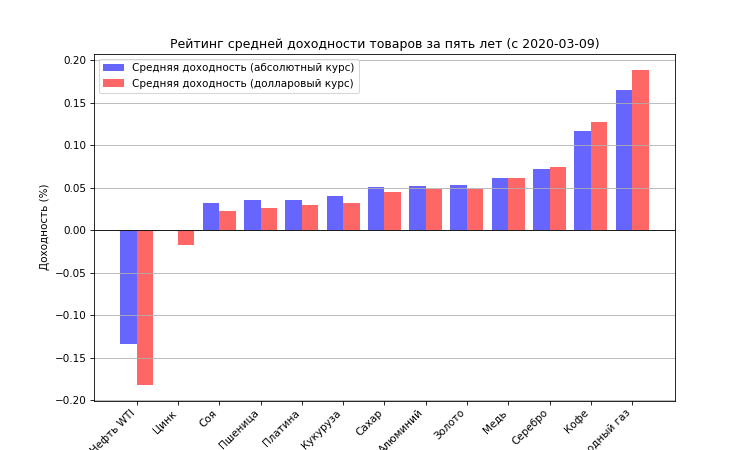 Рейтинг средней доходности товаров за пять лет (с 2020-03-09)
Средняя доходность (абсолютный курс)
Средняя доходность (долларовый курс)
Доходность (%)
0.20
0.15
0.10
0.05
0.00
−0.05
−0.10
−0.15
−0.20
Нефть WTI
Цинк
Соя
Пшеница
Платина
Кукуруза
Сахар
Алюминий
Золото
Медь
Серебро
Кофе
газ